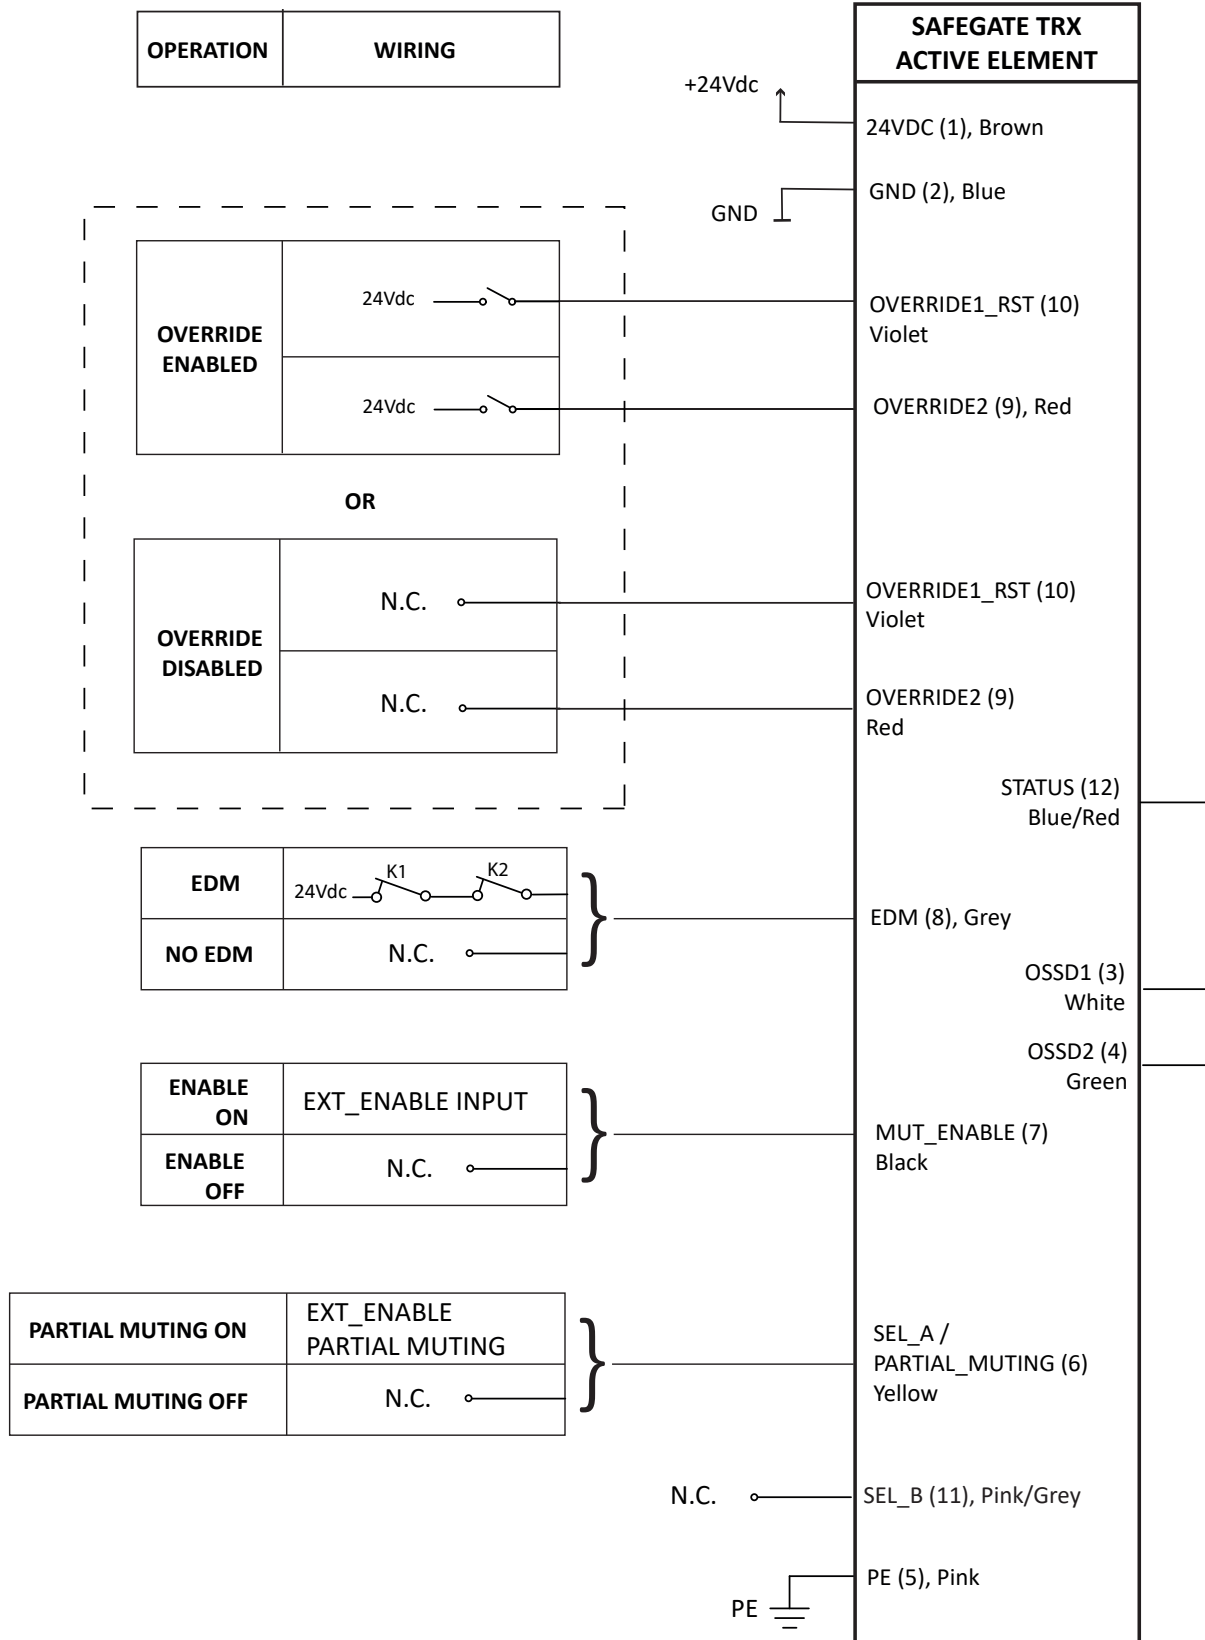 OPERATION
WIRING
SAFEGATE TRX
ACTIVE ELEMENT
+24Vdc
24VDC (1), Brown
GND
GND (2), Blue
OVERRIDE
ENABLED
24Vdc
OVERRIDE1_RST (10)
Violet
24Vdc
OVERRIDE2 (9), Red
OR
OVERRIDE
DISABLED
N.C.
OVERRIDE1_RST (10)
Violet
N.C.
OVERRIDE2 (9)
Red
STATUS (12)
Blue/Red
EDM
24Vdc
K1
K2
NO EDM
N.C.
EDM (8), Grey
OSSD1 (3)
White
OSSD2 (4)
Green
ENABLE
ON
EXT_ENABLE INPUT
ENABLE
OFF
N.C.
MUT_ENABLE (7)
Black
PARTIAL MUTING ON
EXT_ENABLE
PARTIAL MUTING
PARTIAL MUTING OFF
N.C.
SEL_A /
PARTIAL_MUTING (6)
Yellow
N.C.
SEL_B (11), Pink/Grey
PE
PE (5), Pink